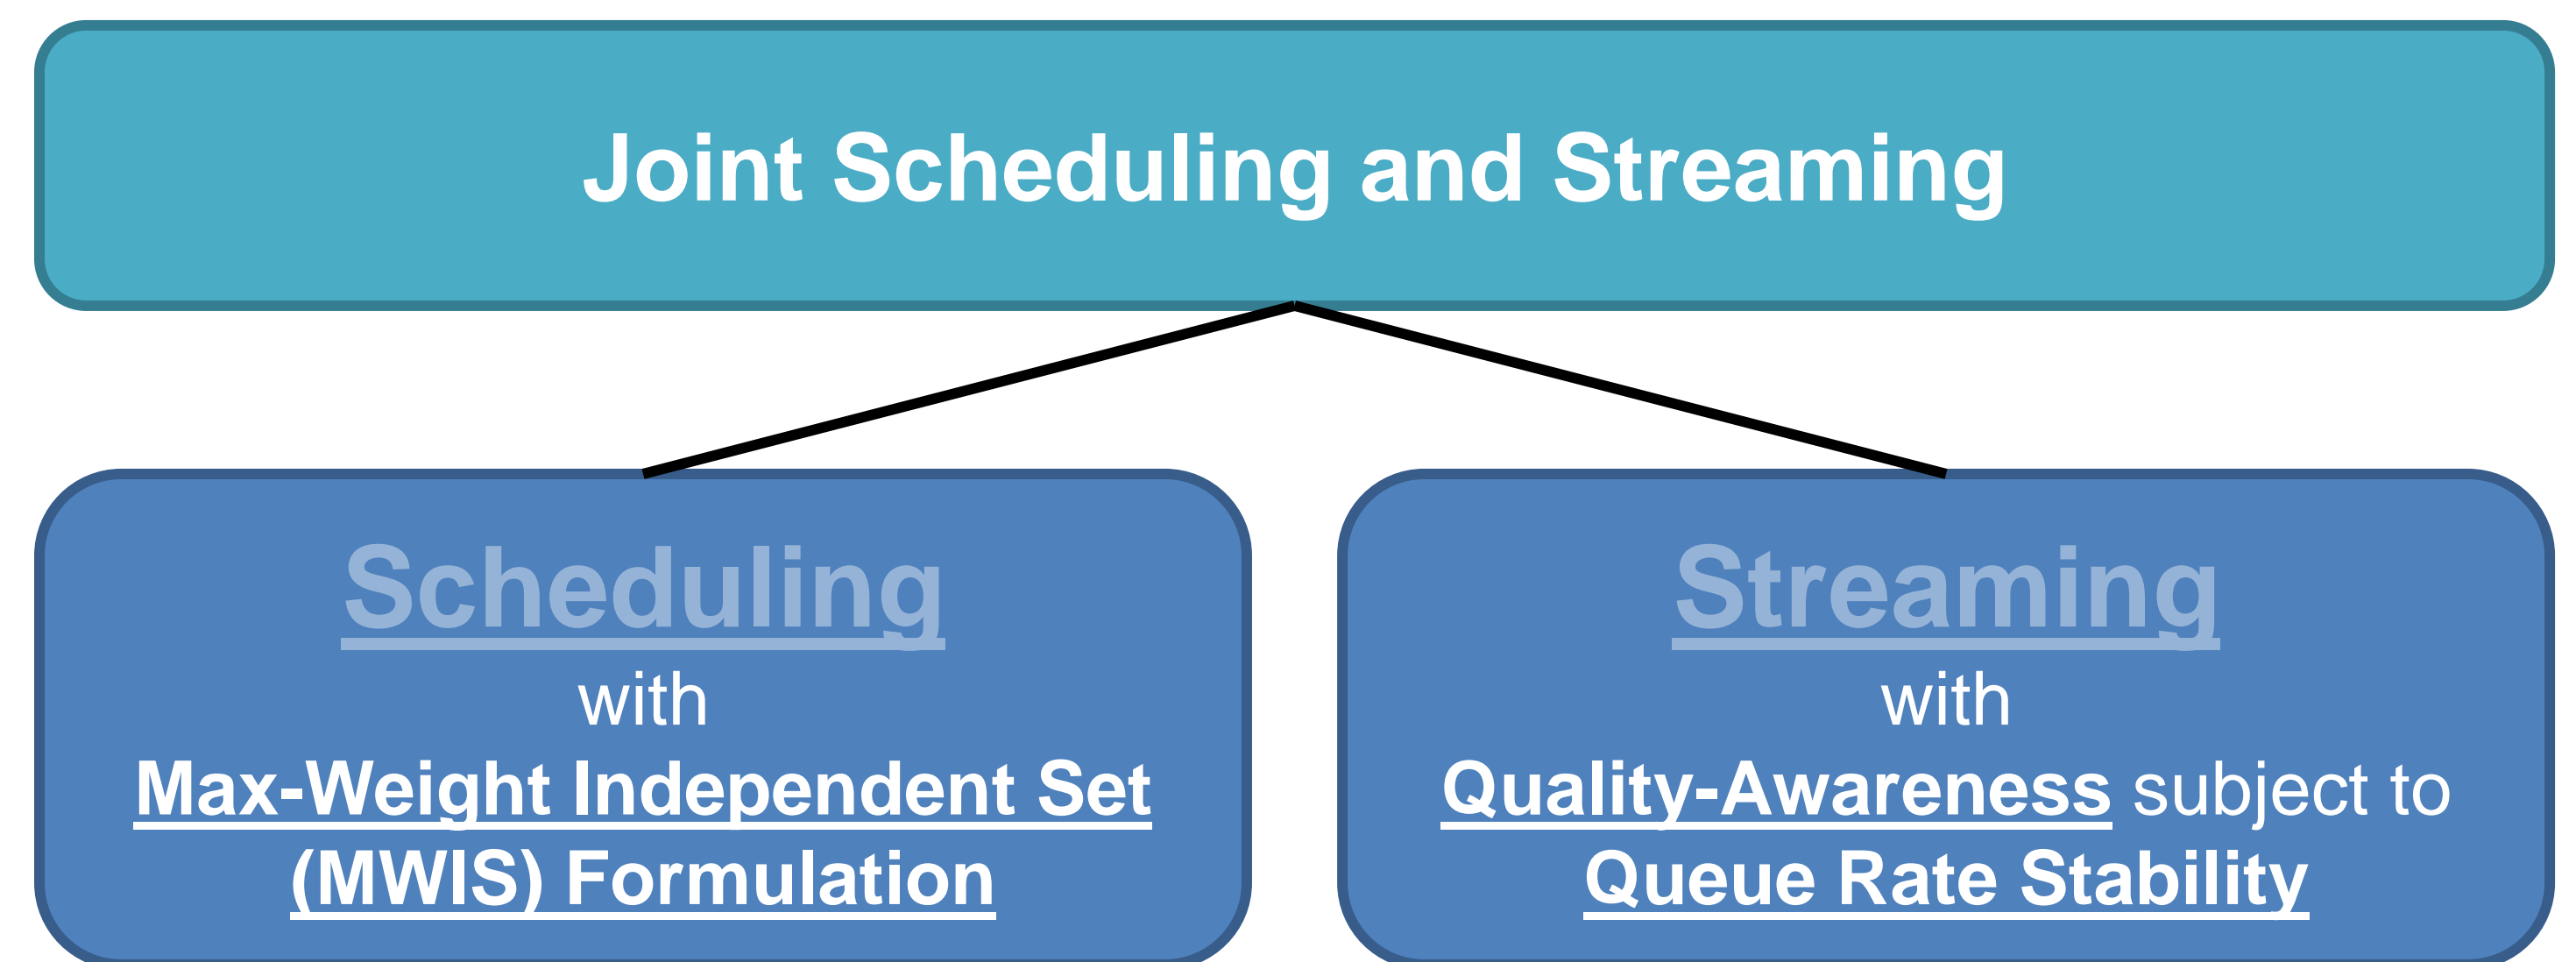 Joint Scheduling and Streaming
Scheduling
with
Max-Weight Independent Set
(MWIS) Formulation
Streaming
with
Quality-Awareness subject to
Queue Rate Stability